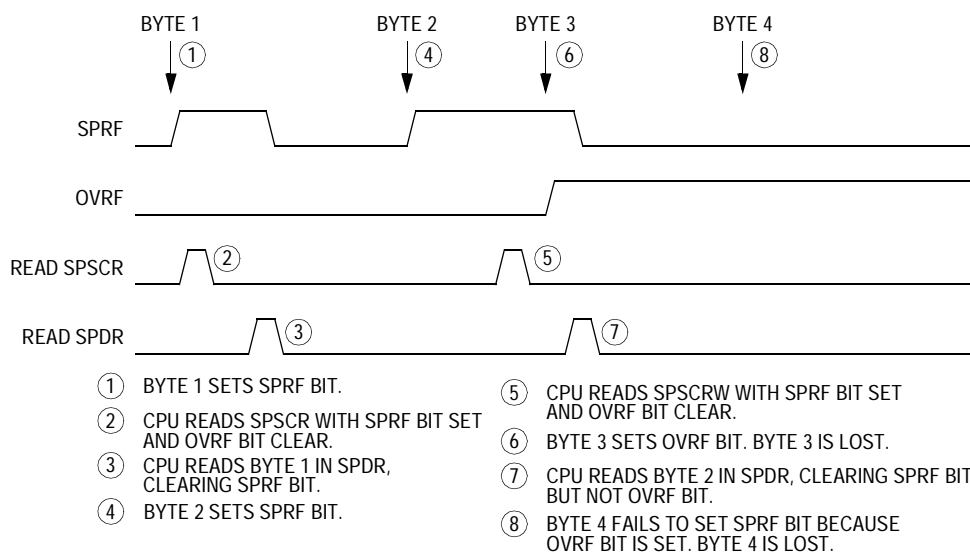 BYTE 1 BYTE 2 BYTE 3 BYTE 4
1 4 6 8
SPRF
OVRF
READ SPSCR 2 5
READ SPDR 3 7
1 BYTE 1 SETS SPRF BIT.
2 CPU READS SPSCR WITH SPRF BIT SET
AND OVRF BIT CLEAR.
3 CPU READS BYTE 1 IN SPDR,
CLEARING SPRF BIT.
4 BYTE 2 SETS SPRF BIT.
5 CPU READS SPSCRW WITH SPRF BIT SET
AND OVRF BIT CLEAR.
6 BYTE 3 SETS OVRF BIT. BYTE 3 IS LOST.
7 CPU READS BYTE 2 IN SPDR, CLEARING SPRF BIT
BUT NOT OVRF BIT.
8 BYTE 4 FAILS TO SET SPRF BIT BECAUSE
OVRF BIT IS SET. BYTE 4 IS LOST.